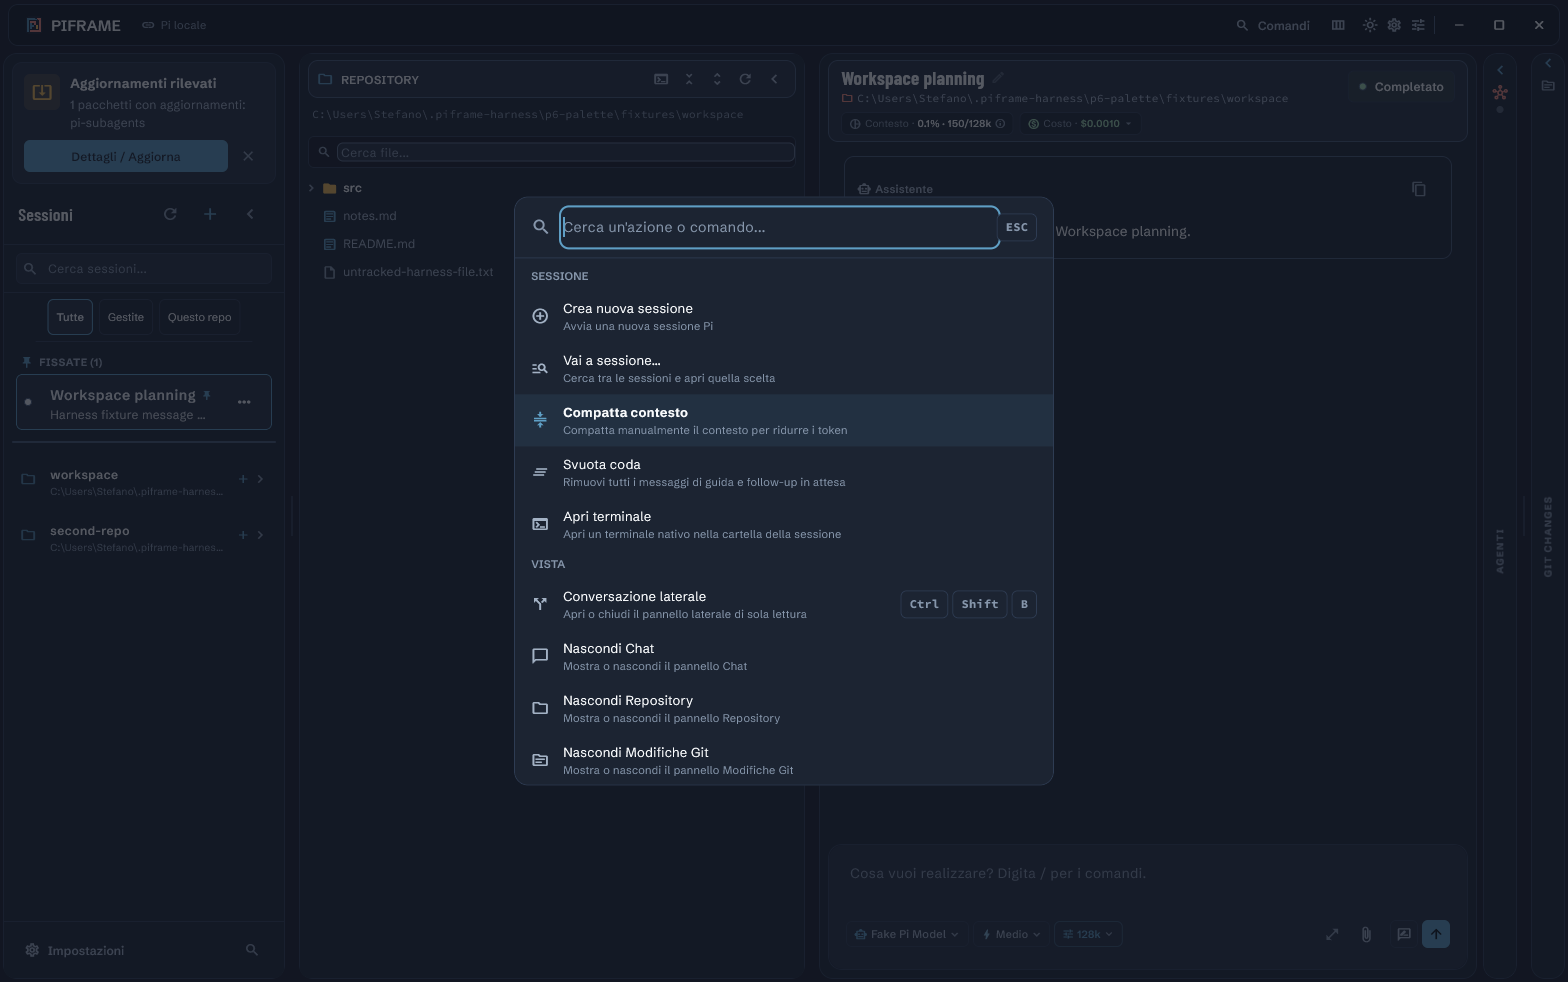 PIFRAME
Pi locale
Comandi
Aggiornamenti rilevati
1 pacchetti con aggiornamenti:
pi-subagents
Dettagli / Aggiorna
Sessioni
Cerca sessioni...
Tutte
Gestite
Questo repo
FISSATE (1)
Workspace planning
Harness fixture message ...
workspace
C:\Users\Stefano\.piframe-harnes...
second-repo
C:\Users\Stefano\.piframe-harnes...
Impostazioni
REPOSITORY
C:\Users\Stefano\.piframe-harness\p6-palette\fixtures\workspace
Cerca file...
src
notes.md
README.md
untracked-harness-file.txt
Workspace planning
C:\Users\Stefano\.piframe-harness\p6-palette\fixtures\workspace
Completato
Contesto · 0.1% · 150/128k
Costo · $0.0010
Assistente
Workspace planning.
Cerca un'azione o comando...
ESC
SESSIONE
Crea nuova sessione
Avvia una nuova sessione Pi
Vai a sessione...
Cerca tra le sessioni e apri quella scelta
Compatta contesto
Compatta manualmente il contesto per ridurre i token
Svuota coda
Rimuovi tutti i messaggi di guida e follow-up in attesa
Apri terminale
Apri un terminale nativo nella cartella della sessione
VISTA
Conversazione laterale
Apri o chiudi il pannello laterale di sola lettura
Ctrl Shift B
Nascondi Chat
Mostra o nascondi il pannello Chat
Nascondi Repository
Mostra o nascondi il pannello Repository
Nascondi Modifiche Git
Mostra o nascondi il pannello Modifiche Git
Cosa vuoi realizzare? Digita / per i comandi.
Fake Pi Model
Medio
128k
AGENTI
GIT CHANGES